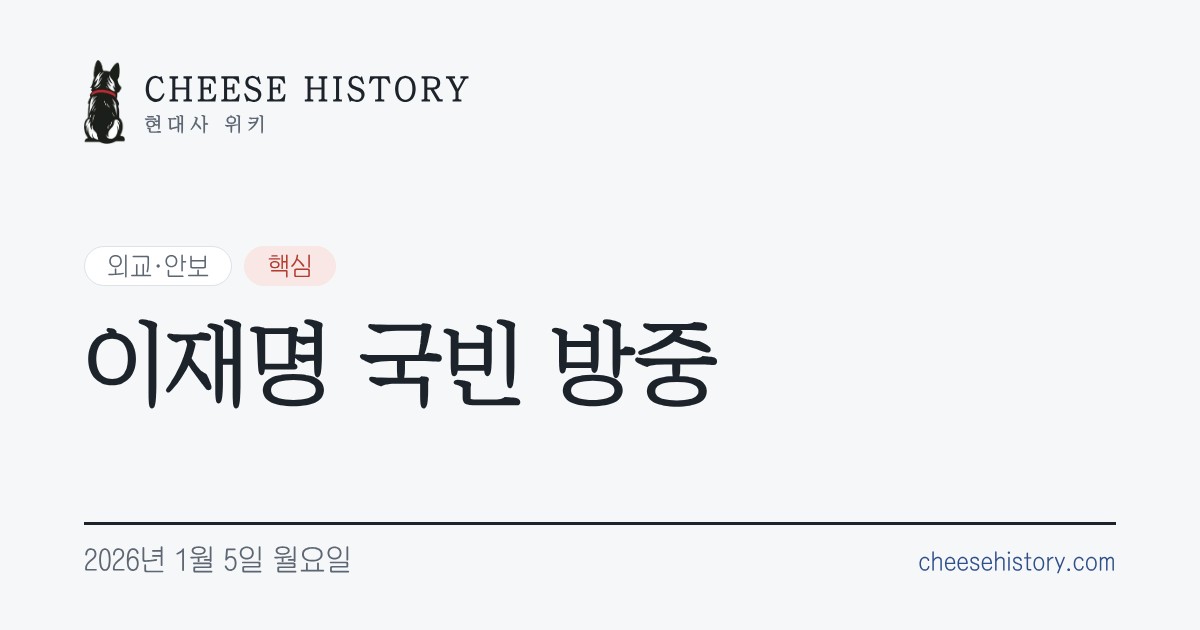 CHEESE HISTORY
현대사 위키
외교·안보 핵심
이재명 국빈 방중
2026년 1월 5일 월요일
cheesehistory.com